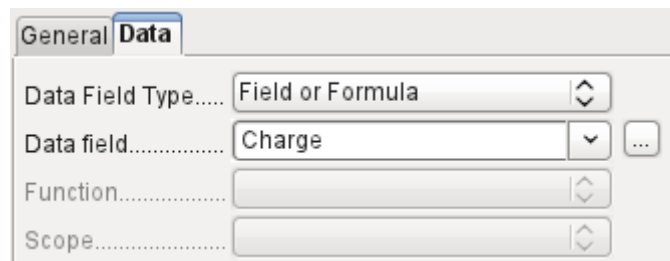 General Data
Data Field Type..... Field or Formula
Data field................ Charge ...
Function..................
Scope......................